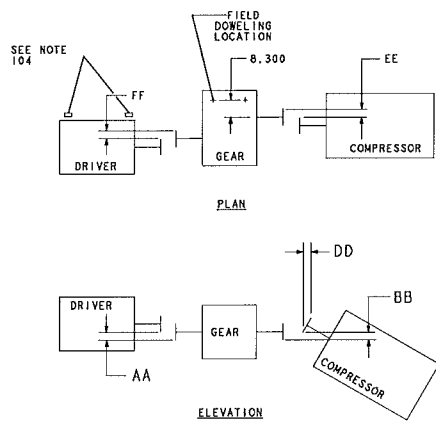 FIELD
DOWELING
LOCATION
SEE NOTE
104
FF
8.300
EE
DRIVER
GEAR
COMPRESSOR
PLAN
DD
DRIVER
BB
GEAR
AA
COMPRESSOR
ELEVATION